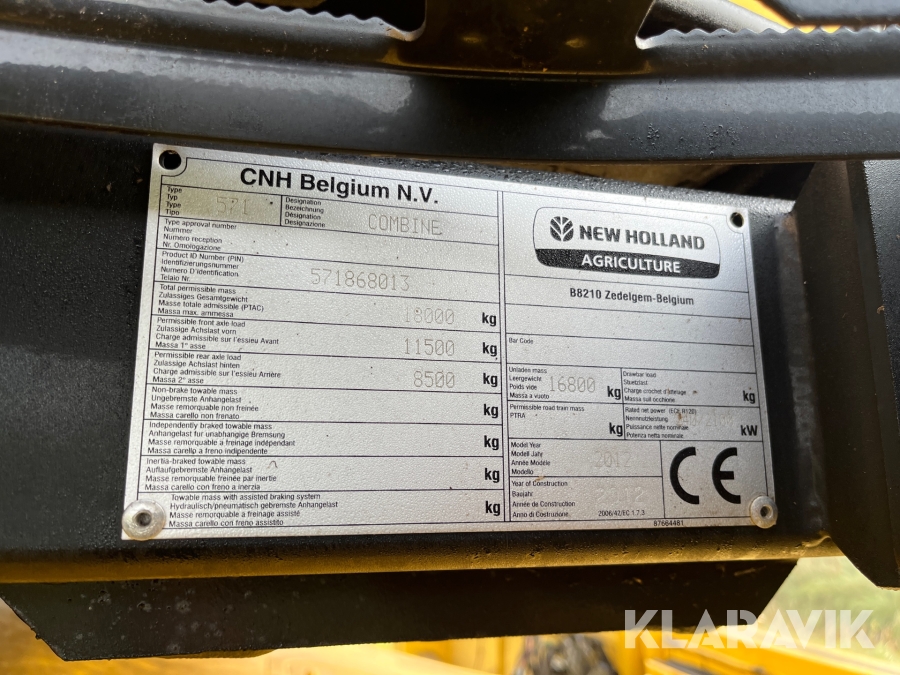 CNH Belgium N.V.
Type
Typ
Type
Tipo
571
Designation
Bezeichnung
Désignation
Designazione
COMBINE
Type approval number
Nummer
Numéro reception
Nr. Omologazione
Product ID Number (PIN)
Identifizierungsnummer
Numero D'identification
Telaio Nr.
571868013
Total permissible mass
Zulassiges Gesamtgewicht
Masse totale admissible (PTAC)
Massa max. ammessa
18000 kg
Permissible front axle load
Zulassige Achslast vorn
Charge admissible sur l'essieu Avant
Massa 1° asse
11500 kg
Permissible rear axle load
Zulassige Achslast hinten
Charge admissible sur l'essieu Arrière
Massa 2° asse
8500 kg
Non-brake towable mass
Ungebremste Anhangelast
Masse remorquable non freinée
Massa carello non frenato
kg
Independently braked towable mass
Anhangelast fur unabhangige Bremsung
Masse remorquable a freinage indépendant
Massa carello a freno indipendente
kg
Inertia-braked towable mass
Auflaufgebremste Anhangelast
Masse remorquable freinée par inertie
Massa carello con freno a inerzia
kg
Towable mass with assisted braking system
Hydraulisch/pneumatisch gebremste Anhangelast
Masse remorquable a freinage assisté
Massa carello con freno assistito
kg
NEW HOLLAND
AGRICULTURE
B8210 Zedelgem-Belgium
Bar Code
Unladen mass
Leergewicht
Poids vide
Massa a vuoto
16800 kg
Drawbar load
Stuetzlast
Charge crochet d'attelage
Massa sull occhione
kg
Permissible road train mass
PTRA
kg
Rated net power (ECE R120)
Nennnutzleistung
Puissance nette nominale
Potenza netta nominale
kW
Model Year
Modell Jahr
Année Modèle
Modello
2012
Year of Construction
Baujahr
Année de Construction
Anno di Costruzione
2012
2006/42/EC 1.7.3
CE
87664481
KLARAVIK